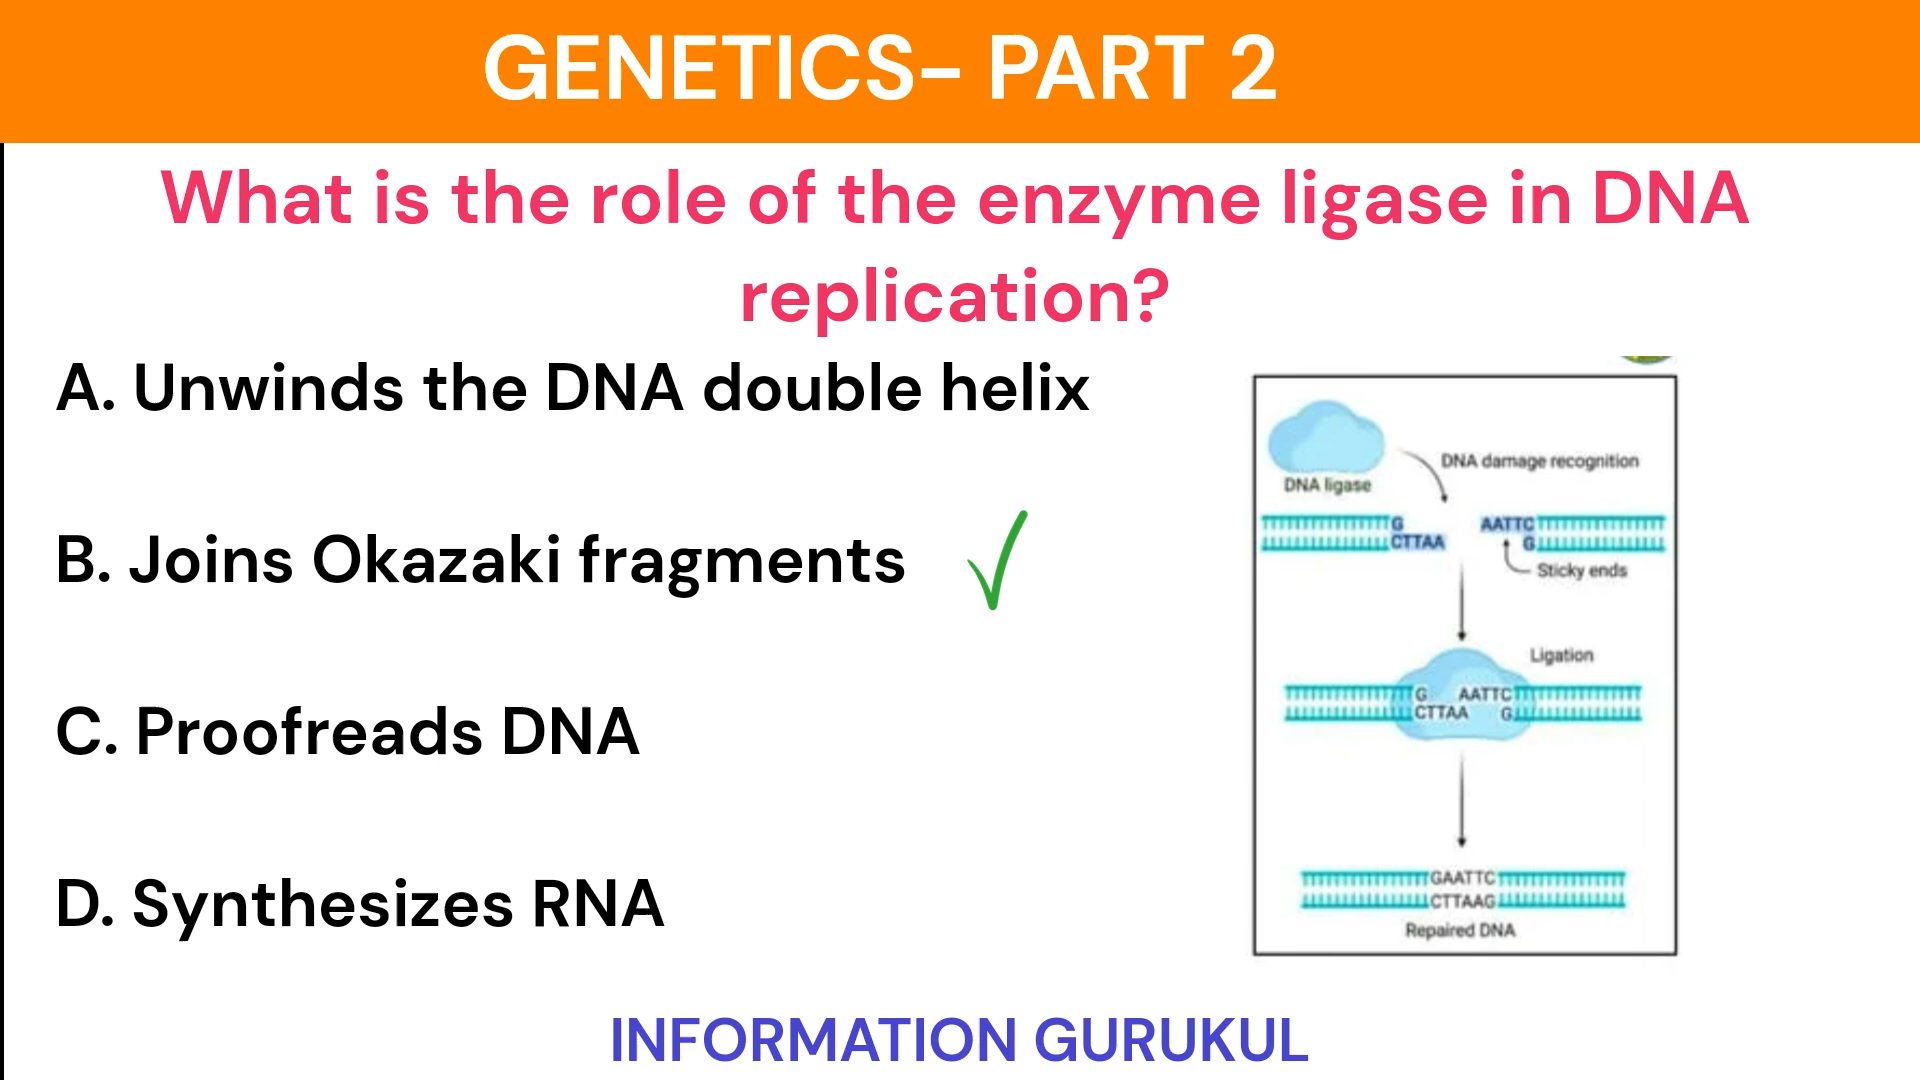 GENETICS- PART 2
What is the role of the enzyme ligase in DNA
replication?
A. Unwinds the DNA double helix
B. Joins Okazaki fragments
C. Proofreads DNA
D. Synthesizes RNA
DNA ligase
DNA damage recognition
G AATTC
CTTAA G
Sticky ends
Ligation
G AATTC
CTTAA G
GAATTC
CTTAAG
Repaired DNA
INFORMATION GURUKUL